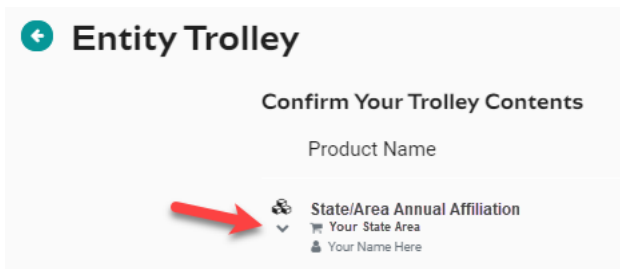 Entity Trolley
Confirm Your Trolley Contents
Product Name
State/Area Annual Affiliation
Your State Area
Your Name Here